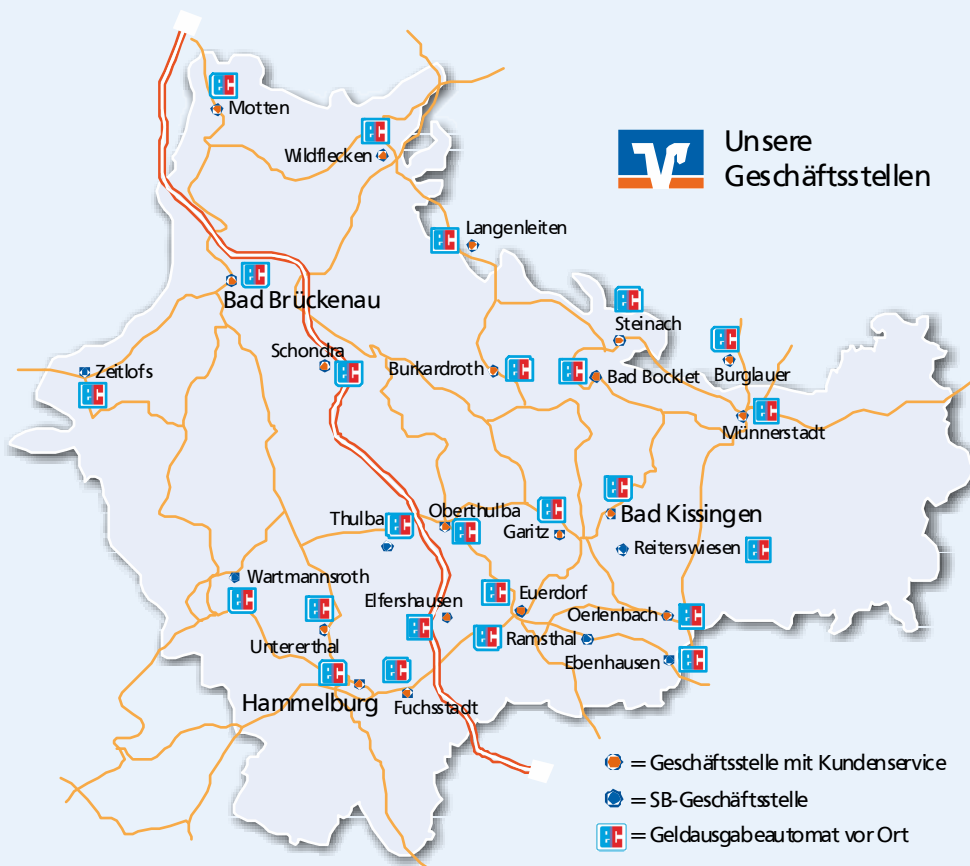 Motten
Unsere
Geschäftsstellen
Wildflecken
Langenleiten
Bad Brückenau
Steinach
Schondra
Zeitlofs
Burkardroth
Bad Bocklet
Burglauer
Münnerstadt
Thulba
Oberthulba
Garitz
Bad Kissingen
Reiterswiesen
Wartmannsroth
Elfershausen
Euerdorf
Oerlenbach
Untererthal
Ramsthal
Ebenhausen
Hammelburg
Fuchsstadt
= Geschäftsstelle mit Kundenservice
= SB-Geschäftsstelle
ec = Geldausgabeautomat vor Ort